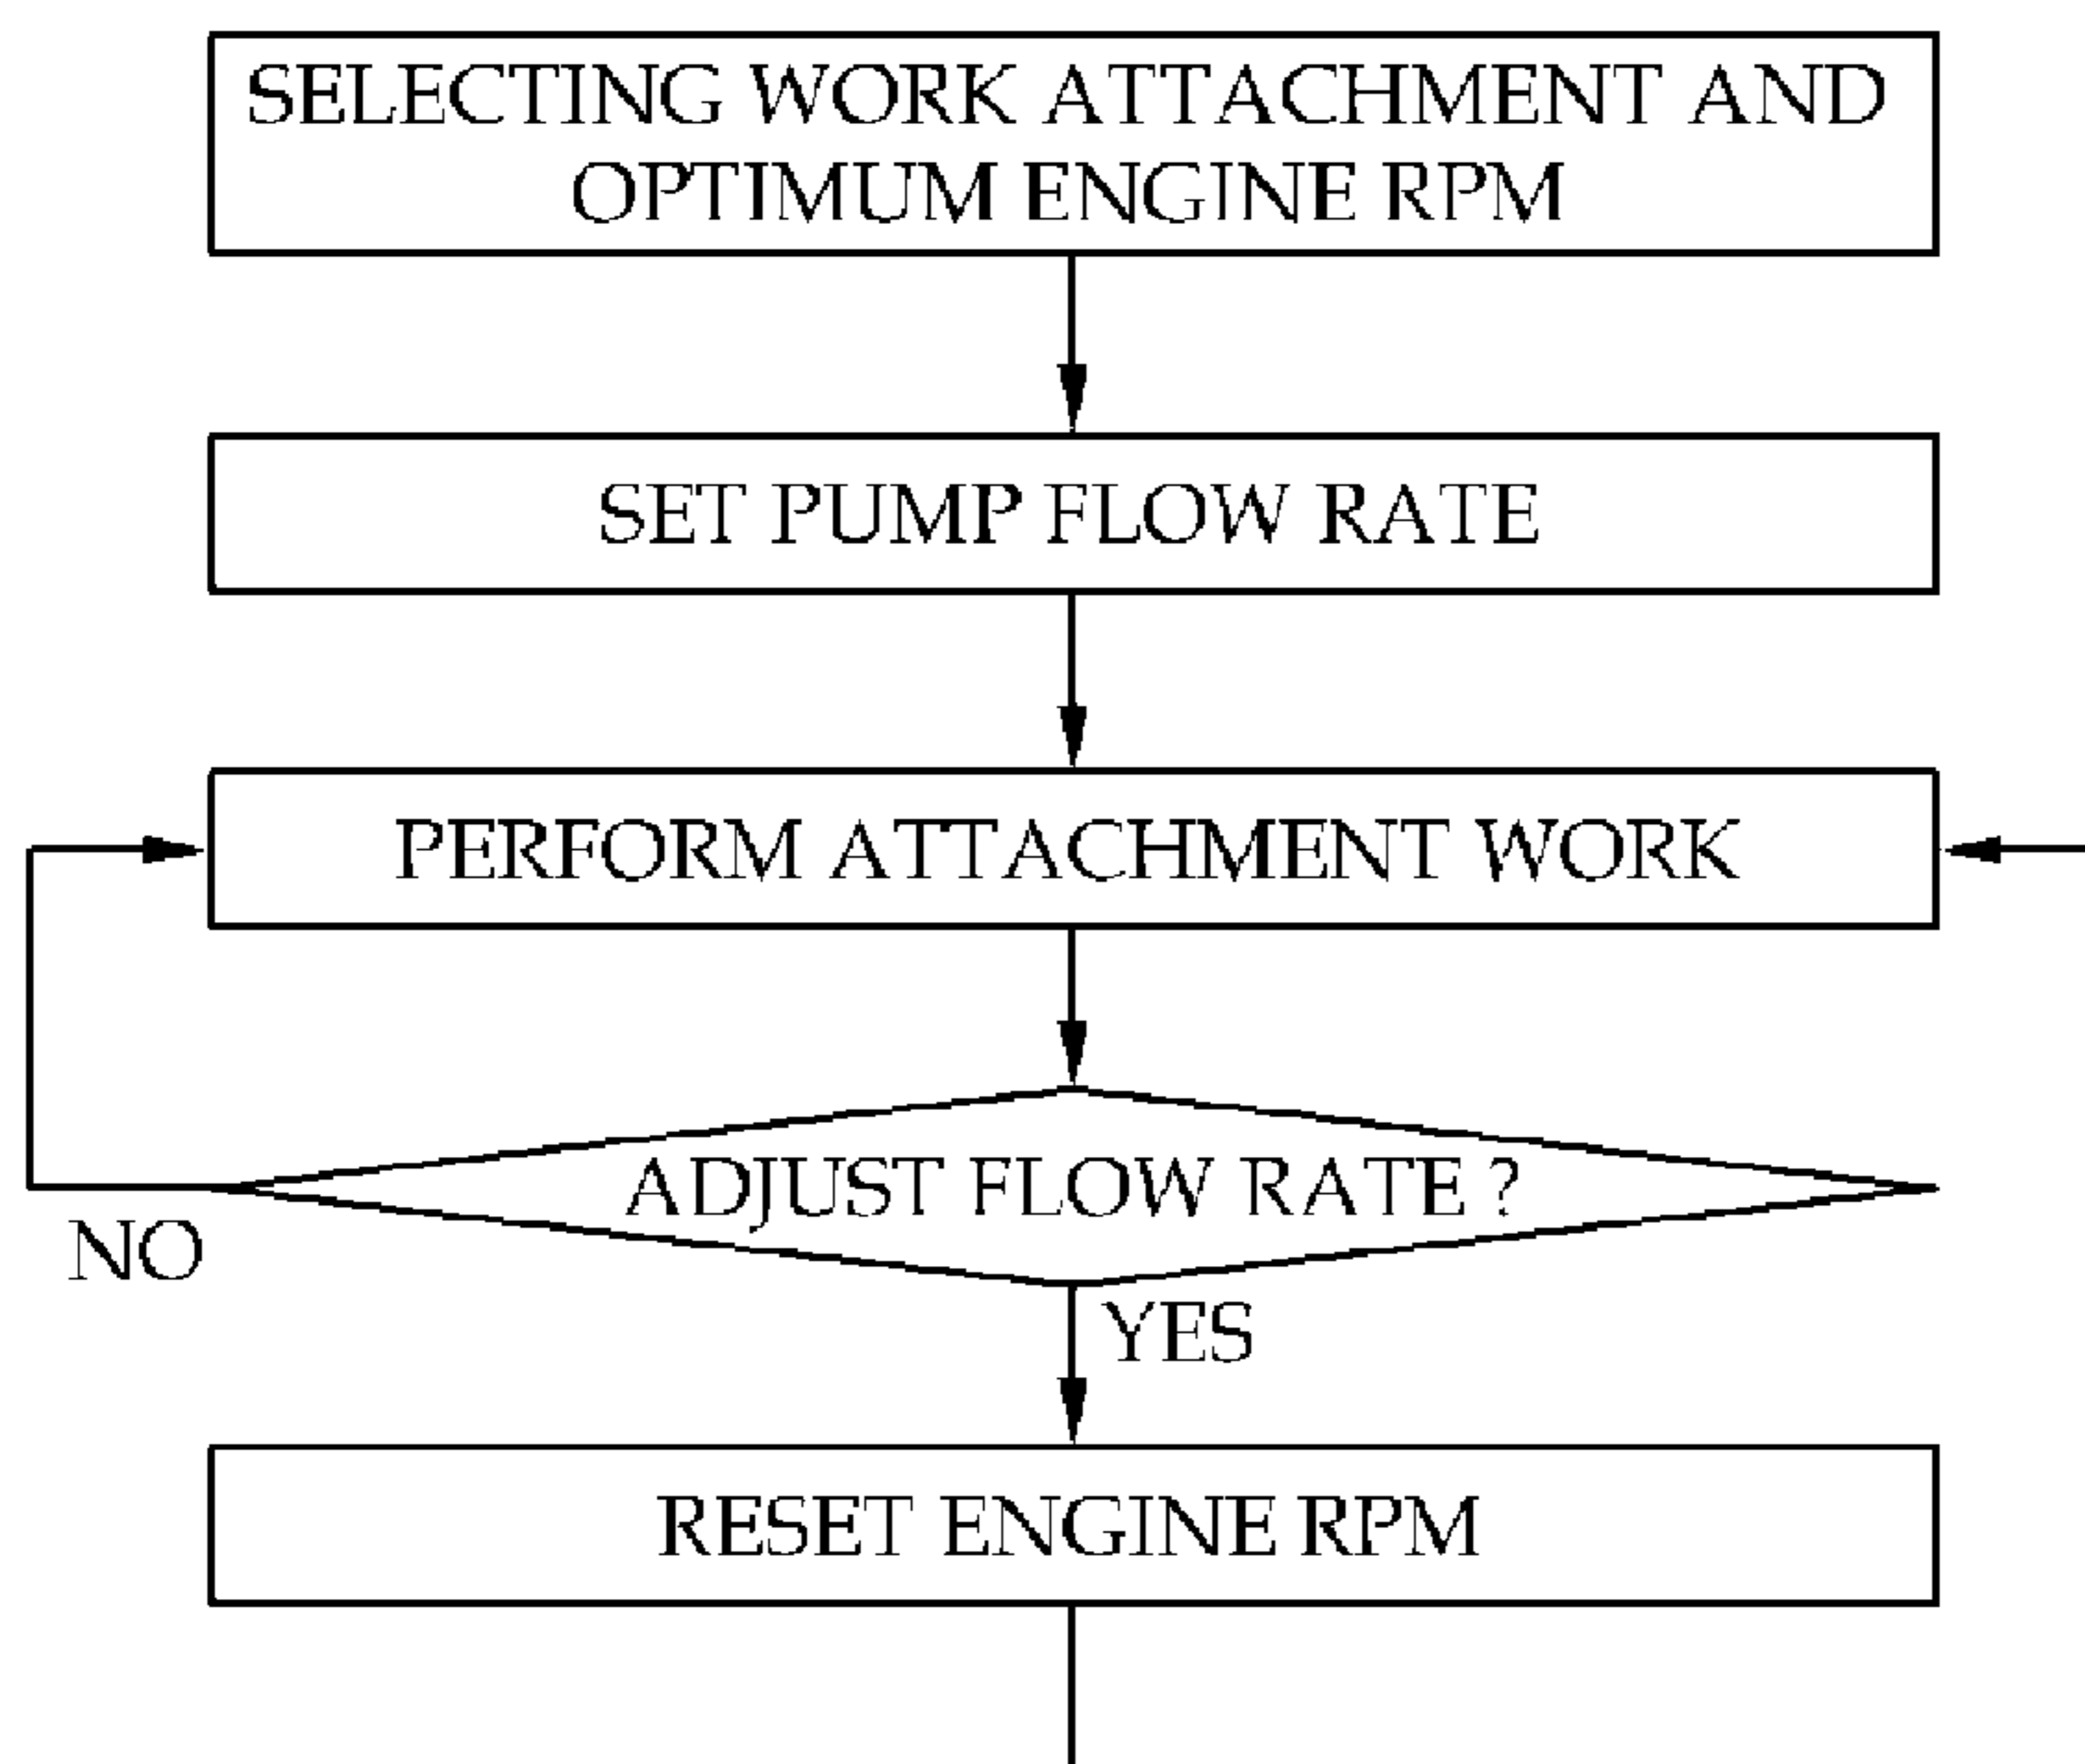 SELECTING WORK ATTACHMENT AND
OPTIMUM ENGINE RPM
SET PUMP FLOW RATE
PERFORM ATTACHMENT WORK
ADJUST FLOW RATE ?
NO
YES
RESET ENGINE RPM